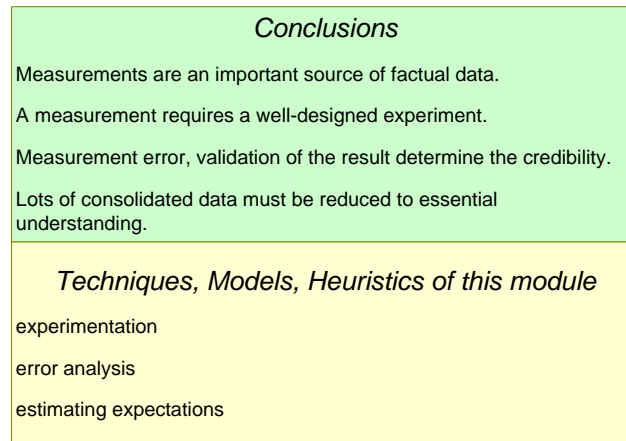 Conclusions
Measurements are an important source of factual data.
A measurement requires a well-designed experiment.
Measurement error, validation of the result determine the credibility.
Lots of consolidated data must be reduced to essential
understanding.
Techniques, Models, Heuristics of this module
experimentation
error analysis
estimating expectations